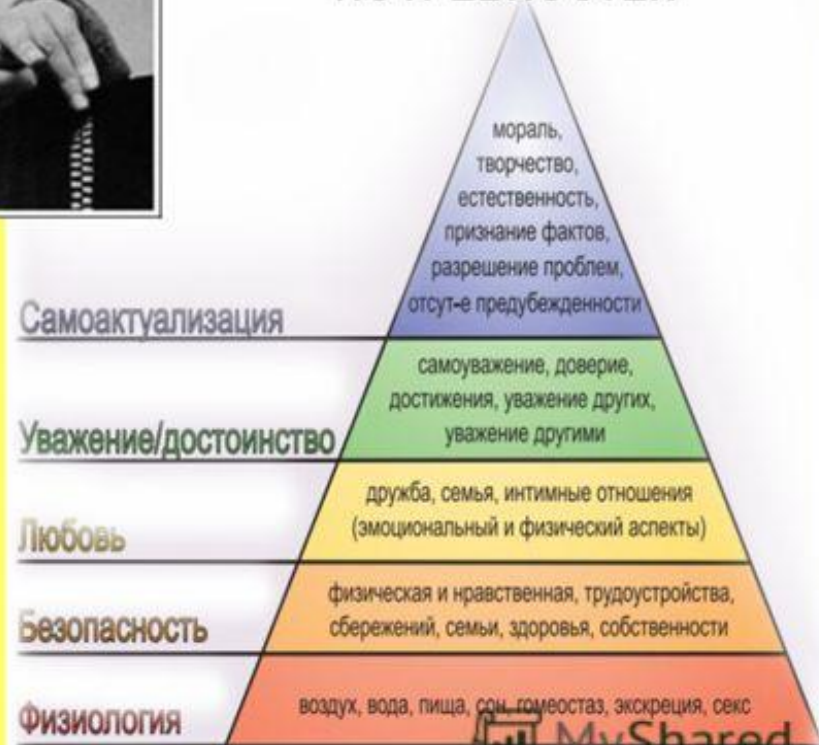 мораль,
творчество,
естественность,
признание фактов,
разрешение проблем,
отсут-е предубежденности
Самоактуализация
самоуважение, доверие,
достижения, уважение других,
уважение другими
Уважение/достоинство
дружба, семья, интимные отношения
(эмоциональный и физический аспекты)
Любовь
физическая и нравственная, трудоустройства,
сбережений, семьи, здоровья, собственности
Безопасность
воздух, вода, пища, сон, гомеостаз, экскреция, секс
Физиология
MyShared